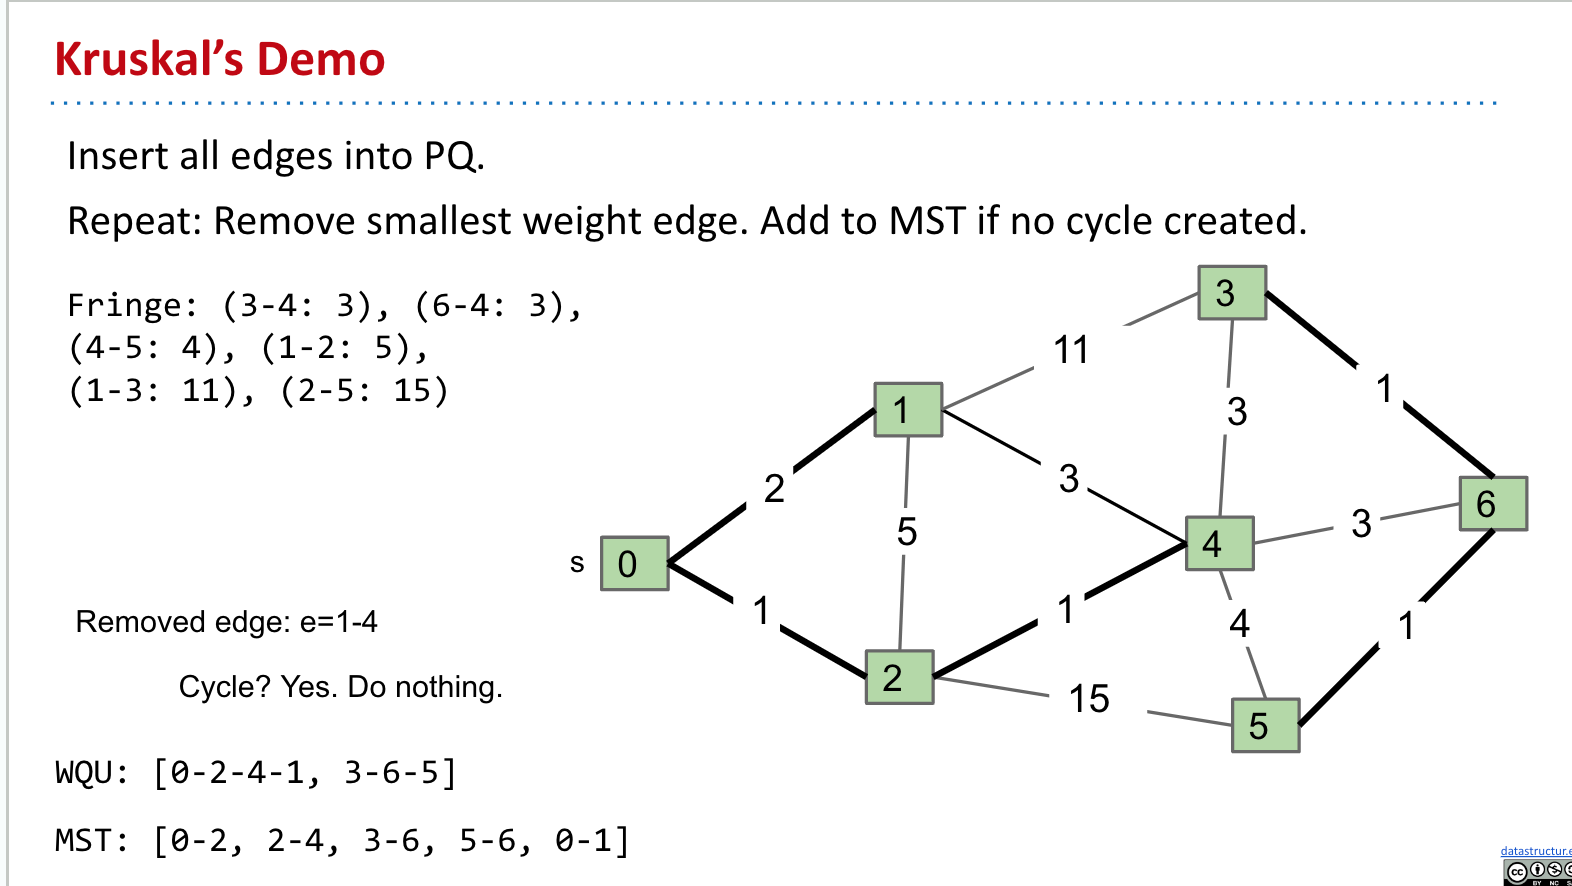 Kruskal's Demo
Insert all edges into PQ.
Repeat: Remove smallest weight edge. Add to MST if no cycle created.
Fringe: (3-4: 3), (6-4: 3),
(4-5: 4), (1-2: 5),
(1-3: 11), (2-5: 15)
3
11
1
1
3
2
3
6
3
5
4
s
0
1
1
4
1
2
15
5
Removed edge: e=1-4
Cycle? Yes. Do nothing.
WQU: [0-2-4-1, 3-6-5]
MST: [0-2, 2-4, 3-6, 5-6, 0-1]
datastructur.e
cc
BY NC S